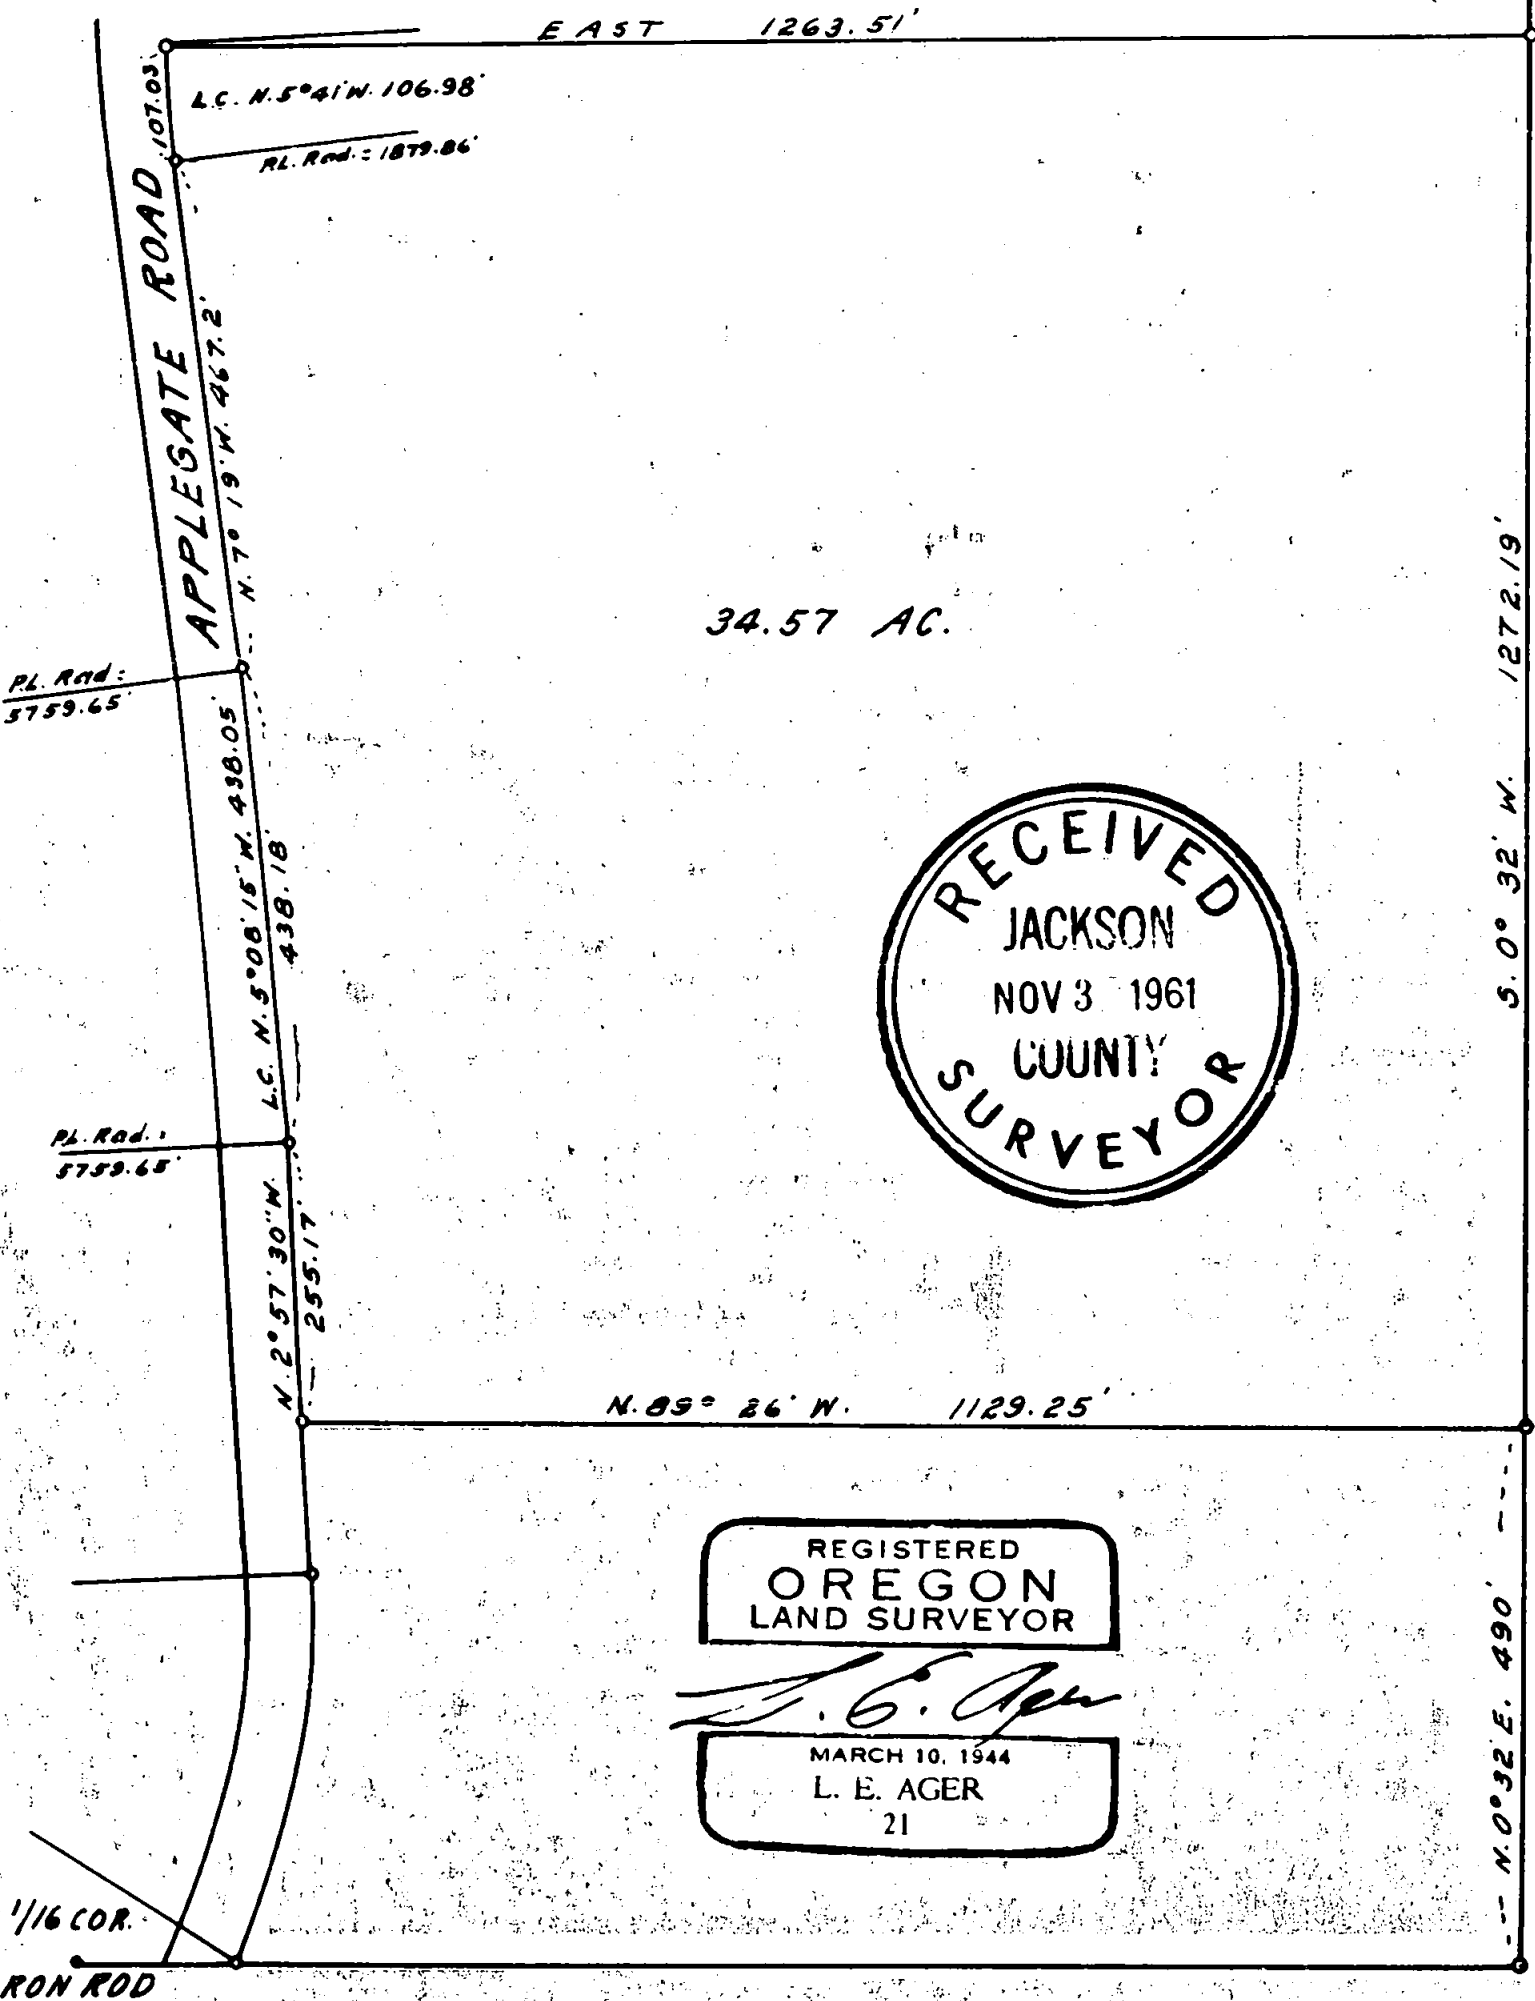 EAST 1263.51'
107.03
L.C. N.5°41'W. 106.98'
PL. Rad. = 1879.86'
APPLEGATE ROAD
N. 7° 19' W. 467.2'
34.57 AC.
S. 0° 32' W. 1272.19'
P.L. Rad :
5759.65'
L.C. N. 5°08'15" W. 438.05'
438.18'
RECEIVED
JACKSON
NOV 3 1961
COUNTY
SURVEYOR
P.L. Rad. :
5759.65'
N. 2° 57' 30" W.
255.17'
N. 89° 26' W. 1129.25'
REGISTERED
OREGON
LAND SURVEYOR
L. E. Ager
MARCH 10, 1944
L. E. AGER
21
N. 0° 32' E. 490'
1/16 COR.
RON ROD